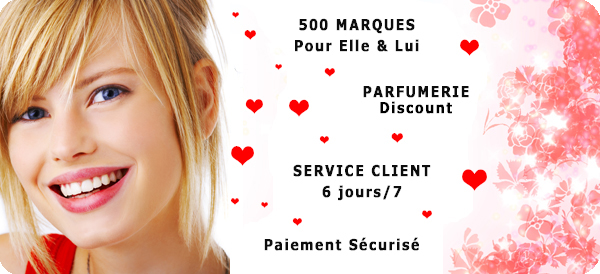 500 MARQUES
Pour Elle & Lui
PARFUMERIE
Discount
SERVICE CLIENT
6 jours/7
Paiement Sécurisé